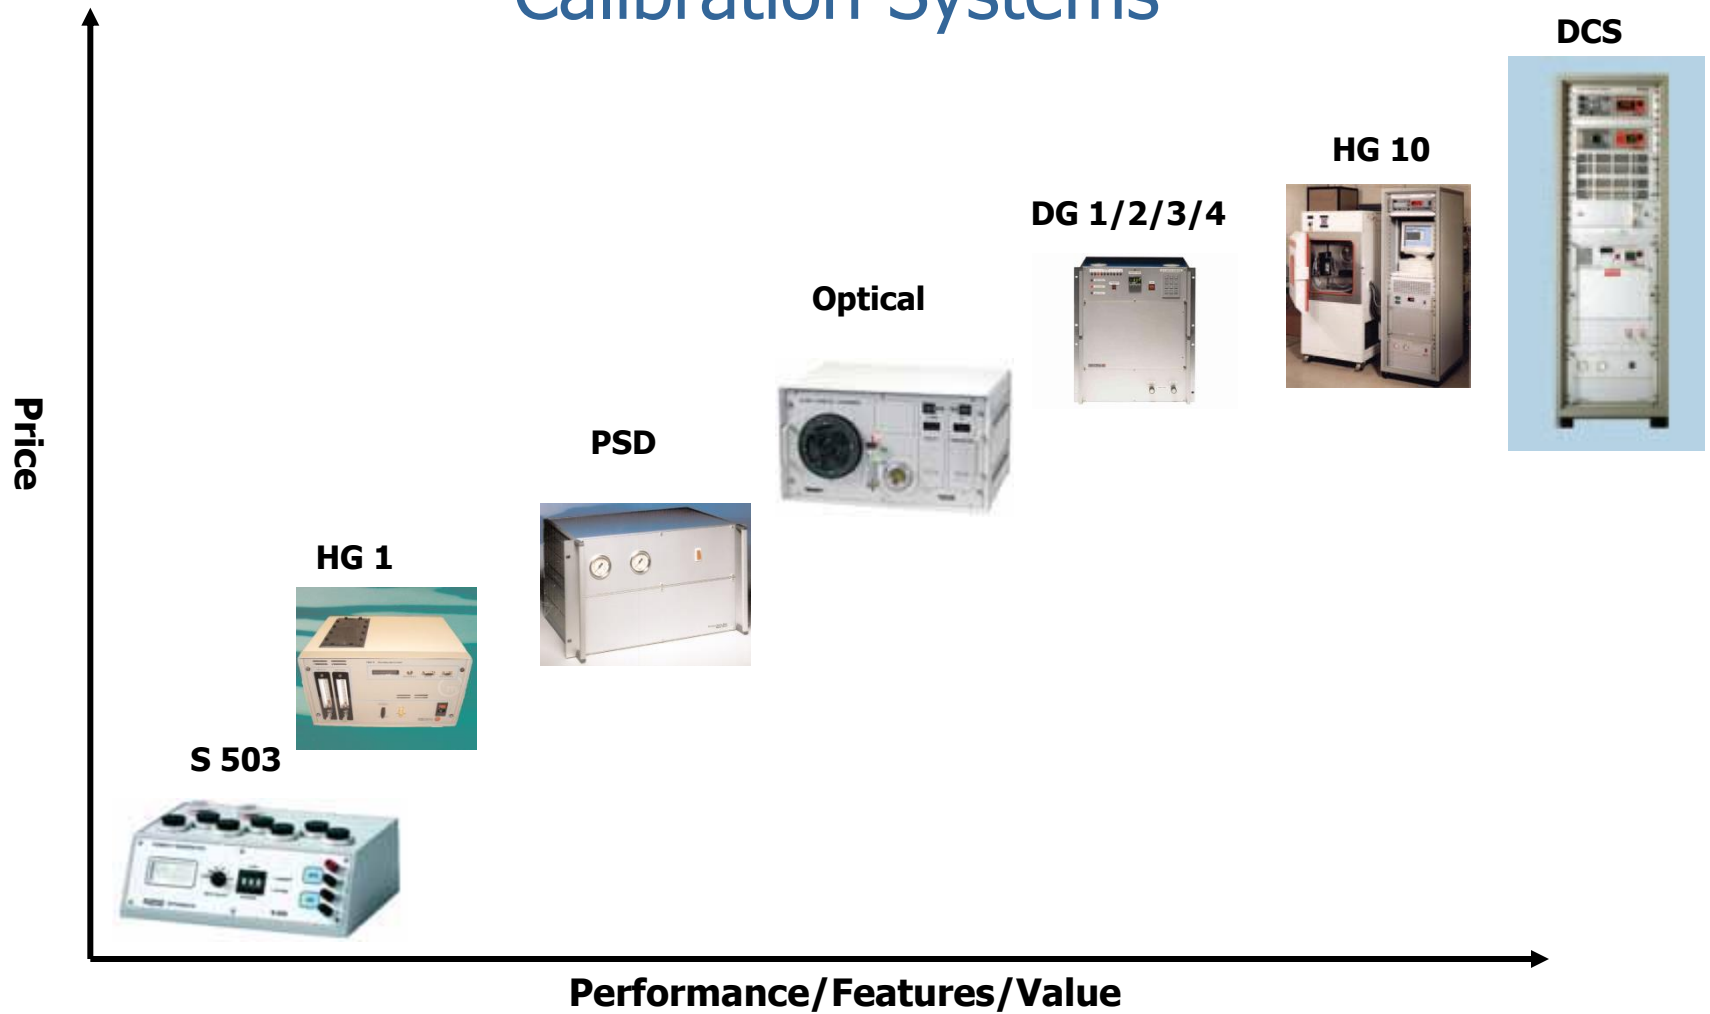 Calibration Systems
DCS
HG 10
DG 1/2/3/4
Optical
PSD
HG 1
S 503
Price
Performance/Features/Value